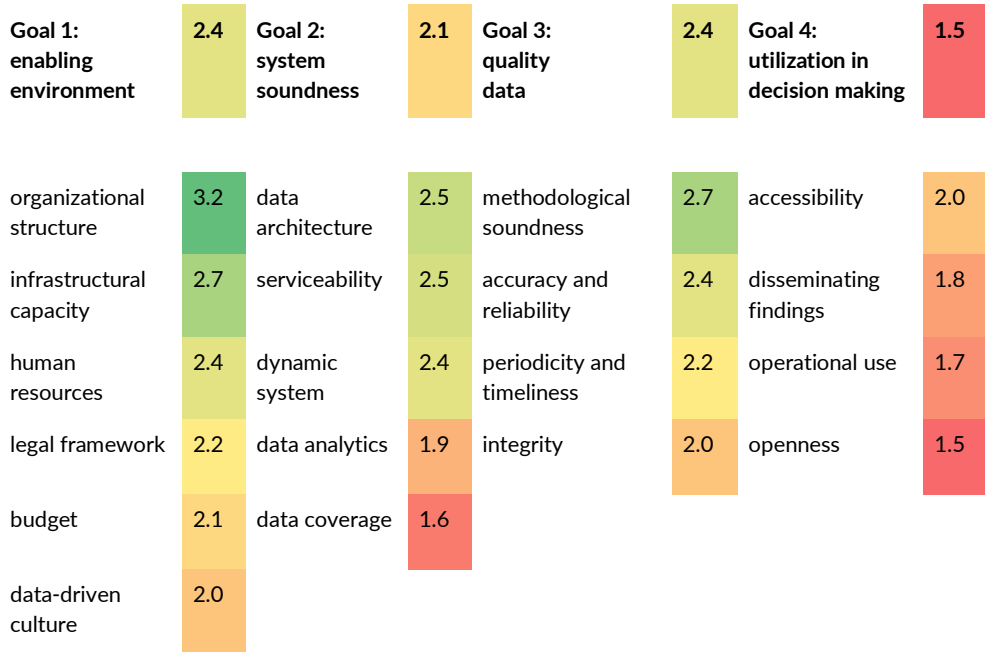 Goal 1:
enabling
environment
2.4
Goal 2:
system
soundness
2.1
Goal 3:
quality
data
2.4
Goal 4:
utilization in
decision making
1.5
organizational
structure
3.2
data
architecture
2.5
methodological
soundness
2.7
accessibility
2.0
infrastructural
capacity
2.7
serviceability
2.5
accuracy and
reliability
2.4
disseminating
findings
1.8
human
resources
2.4
dynamic
system
2.4
periodicity and
timeliness
2.2
operational use
1.7
legal framework
2.2
data analytics
1.9
integrity
2.0
openness
1.5
budget
2.1
data coverage
1.6
data-driven
culture
2.0